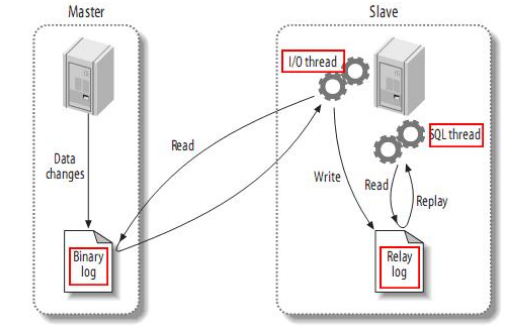 Master
Slave
I/O thread
SQL thread
Read
Data
changes
Write
Read
Replay
Binary
log
Relay
log